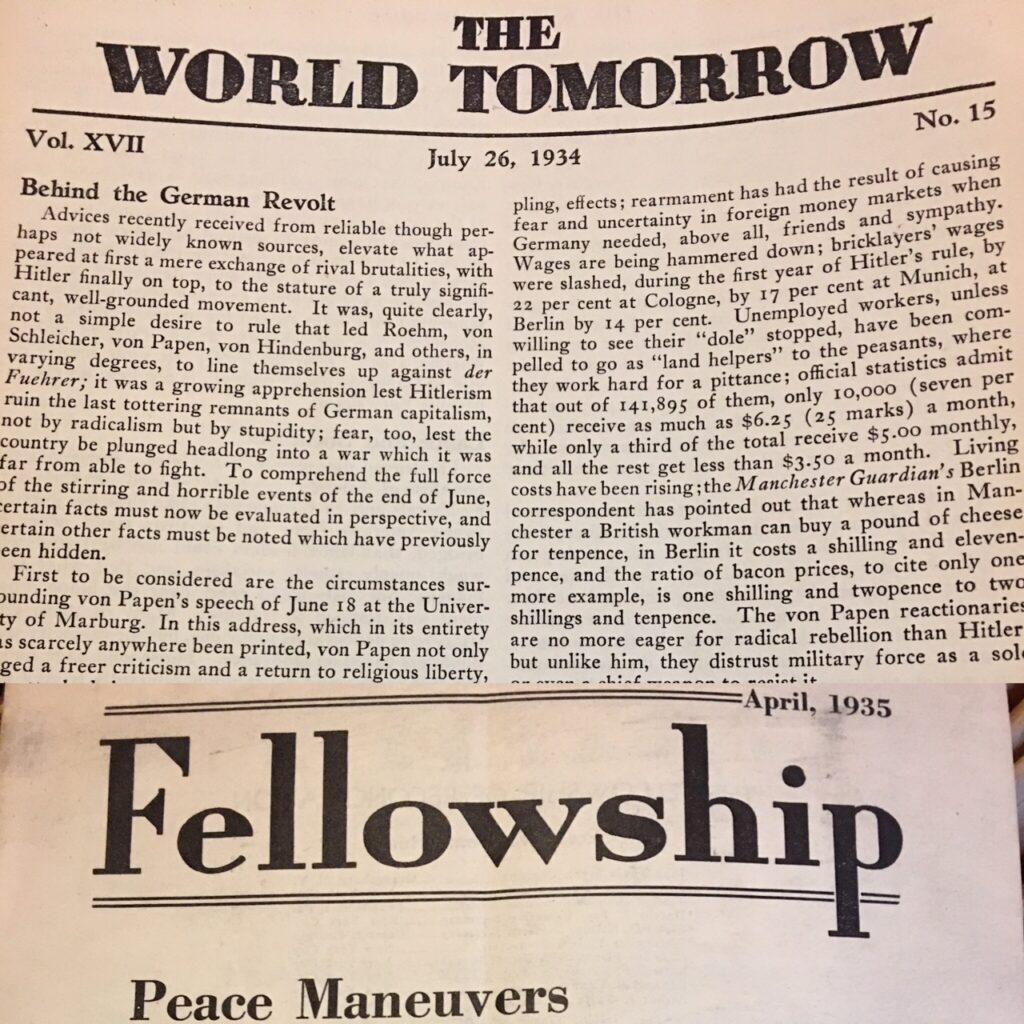 THE
WORLD TOMORROW
Vol. XVII
July 26, 1934
No. 15
Behind the German Revolt
Advices recently received from reliable though per-
haps not widely known sources, elevate what ap-
peared at first a mere exchange of rival brutalities, with
Hitler finally on top, to the stature of a truly signifi-
cant, well-grounded movement. It was, quite clearly,
not a simple desire to rule that led Roehm, von
Schleicher, von Papen, von Hindenburg, and others, in
varying degrees, to line themselves up against der
Fuehrer; it was a growing apprehension lest Hitlerism
ruin the last tottering remnants of German capitalism,
not by radicalism but by stupidity; fear, too, lest the
country be plunged headlong into a war which it was
far from able to fight. To comprehend the full force
of the stirring and horrible events of the end of June,
ertain facts must now be evaluated in perspective, and
ertain other facts must be noted which have previously
een hidden.
First to be considered are the circumstances sur-
ounding von Papen's speech of June 18 at the Univer-
ty of Marburg. In this address, which in its entirety
as scarcely anywhere been printed, von Papen not only
ged a freer criticism and a return to religious liberty,
pling, effects; rearmament has had the result of causing
fear and uncertainty in foreign money markets when
Germany needed, above all, friends and sympathy.
Wages are being hammered down; bricklayers' wages
were slashed, during the first year of Hitler's rule, by
22 per cent at Cologne, by 17 per cent at Munich, at
Berlin by 14 per cent. Unemployed workers, unless
willing to see their "dole" stopped, have been com-
pelled to go as "land helpers" to the peasants, where
they work hard for a pittance; official statistics admit
that out of 141,895 of them, only 10,000 (seven per
cent) receive as much as $6.25 (25 marks) a month,
while only a third of the total receive $5.00 monthly,
and all the rest get less than $3.50 a month. Living
costs have been rising; the Manchester Guardian's Berlin
correspondent has pointed out that whereas in Man-
chester a British workman can buy a pound of cheese
for tenpence, in Berlin it costs a shilling and eleven-
pence, and the ratio of bacon prices, to cite only one
more example, is one shilling and twopence to two
shillings and tenpence. The von Papen reactionaries
are no more eager for radical rebellion than Hitler
but unlike him, they distrust military force as a sol
April, 1935
Fellowship
Peace Maneuvers